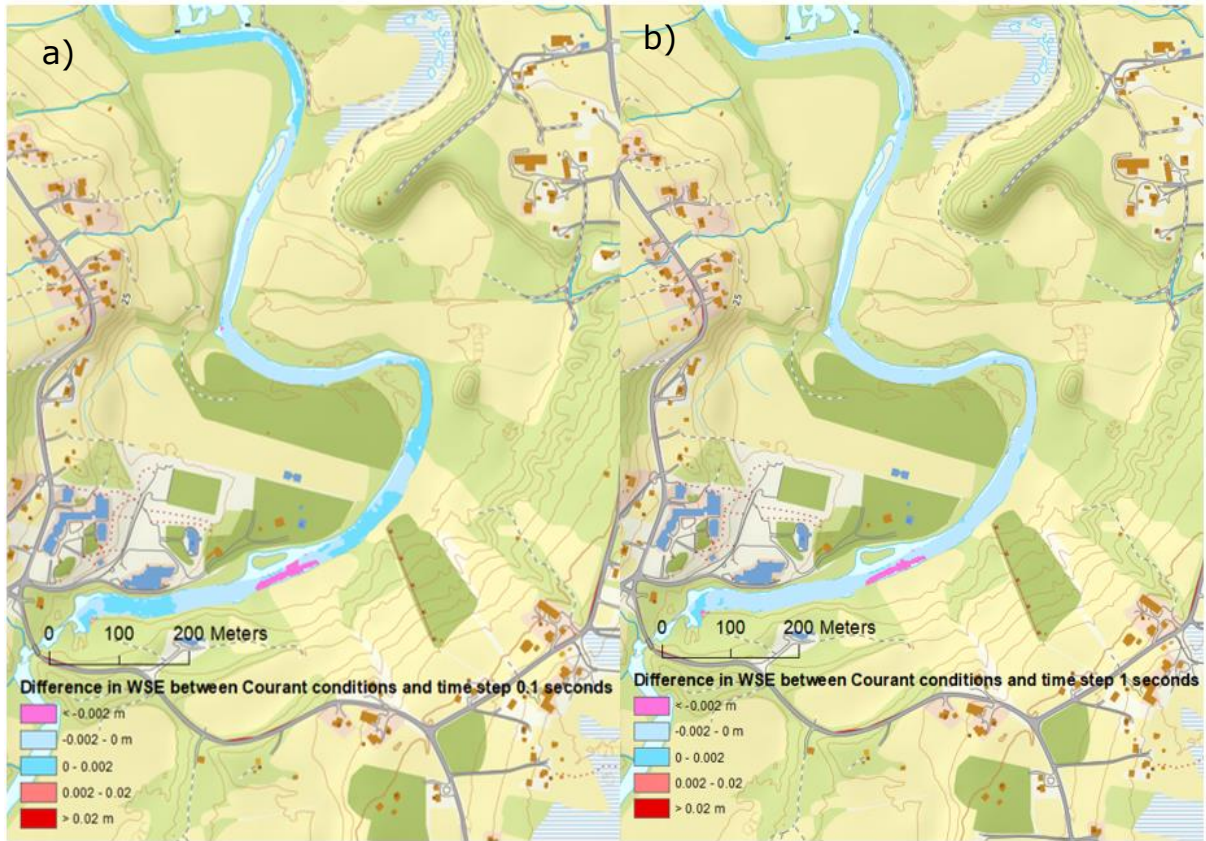 a)
25
0 100 200 Meters
Difference in WSE between Courant conditions and time step 0.1 seconds
< -0.002 m
-0.002 - 0 m
0 - 0.002
0.002 - 0.02
> 0.02 m
b)
25
0 100 200 Meters
Difference in WSE between Courant conditions and time step 1 seconds
< -0.002 m
-0.002 - 0 m
0 - 0.002
0.002 - 0.02
> 0.02 m